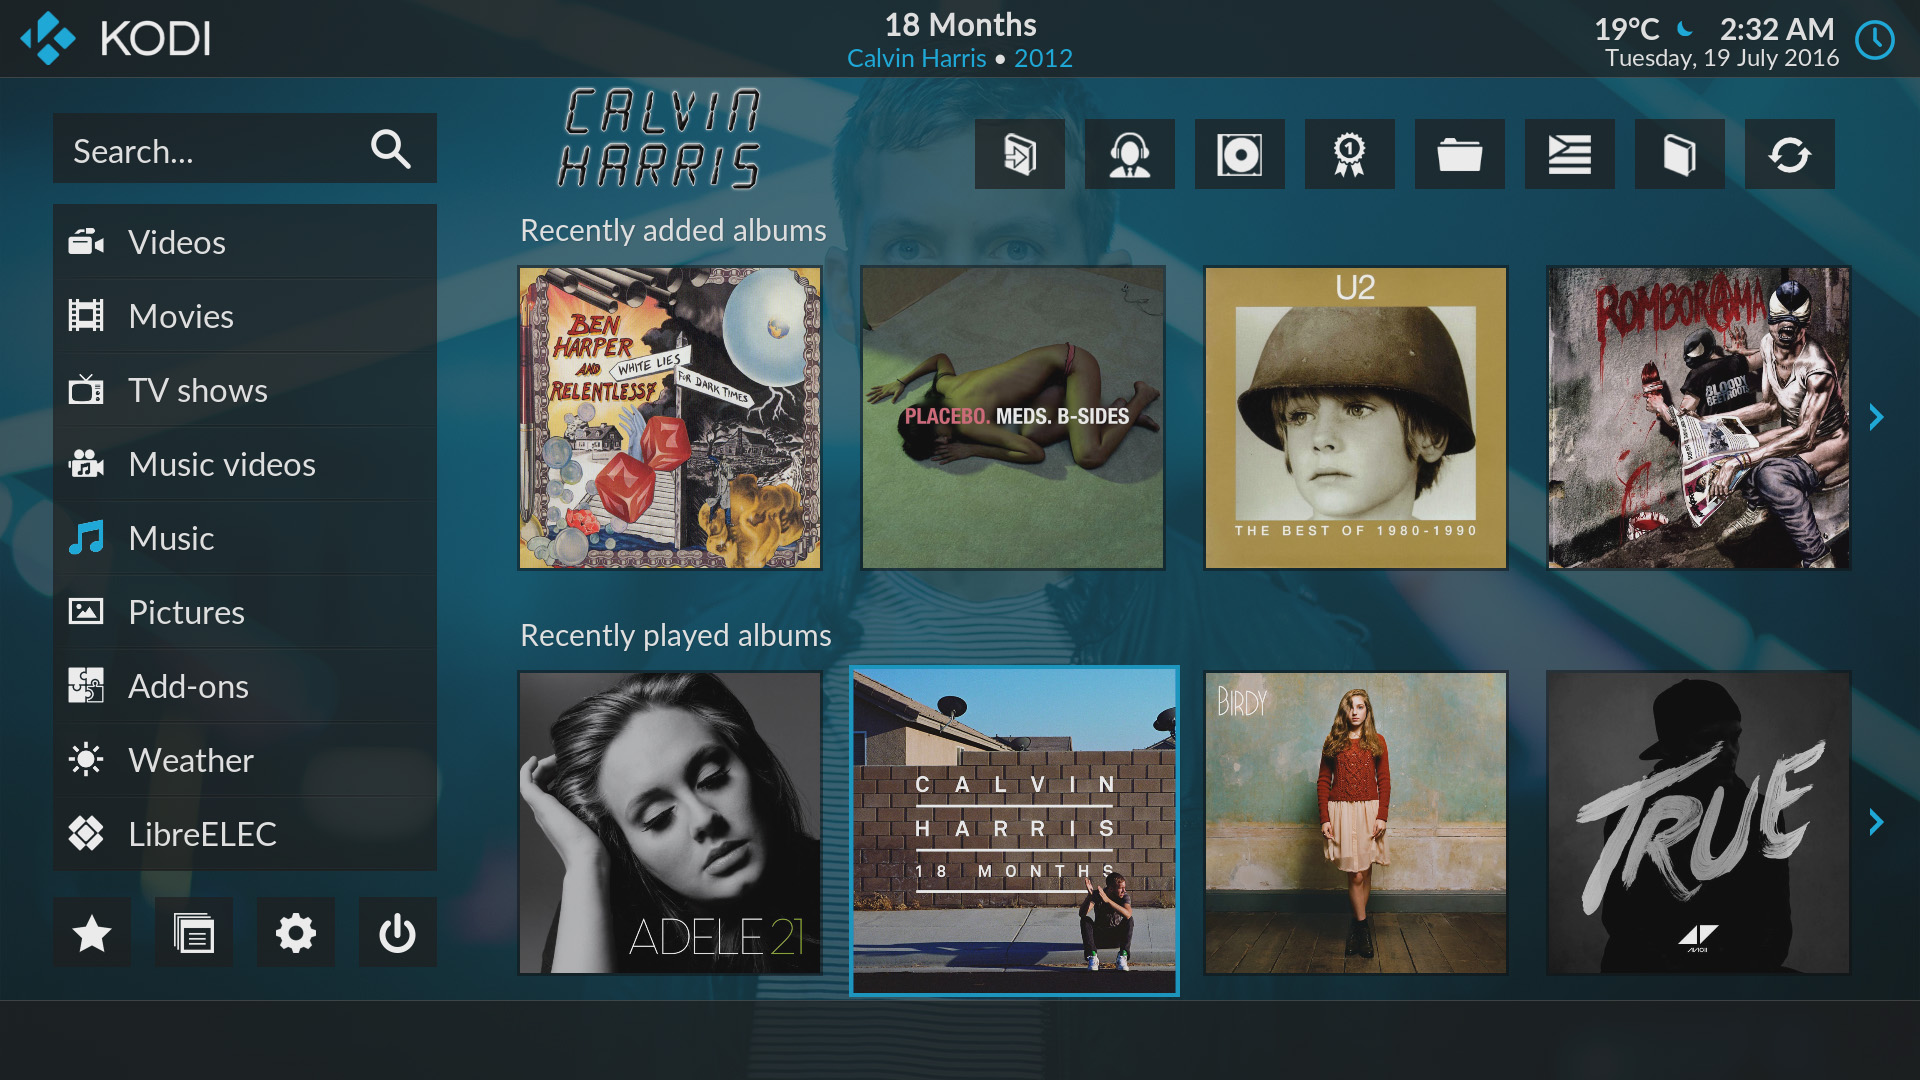 KODI
18 Months
Calvin Harris • 2012
19°C 2:32 AM
Tuesday, 19 July 2016
Search...
Videos
Movies
TV shows
Music videos
Music
Pictures
Add-ons
Weather
LibreELEC
CALVIN
HARRIS
1
Recently added albums
BEN
HARPER
AND
RELENTLESS7
WHITE LIES
FOR DARK TIMES
7
PLACEBO. MEDS. B-SIDES
U2
THE BEST OF 1980-1990
ROMBORAMA
BLOODY
BEETROOTS
Recently played albums
ADELE 21
CALVIN
HARRIS
18 MONTHS
BIRDY
TRUE
AVICII